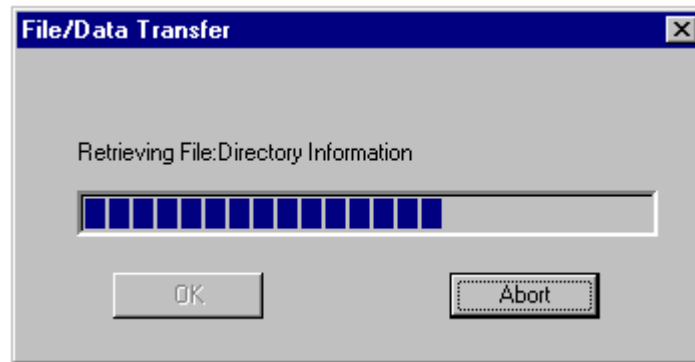 File/Data Transfer
Retrieving File:Directory Information
OK
Abort